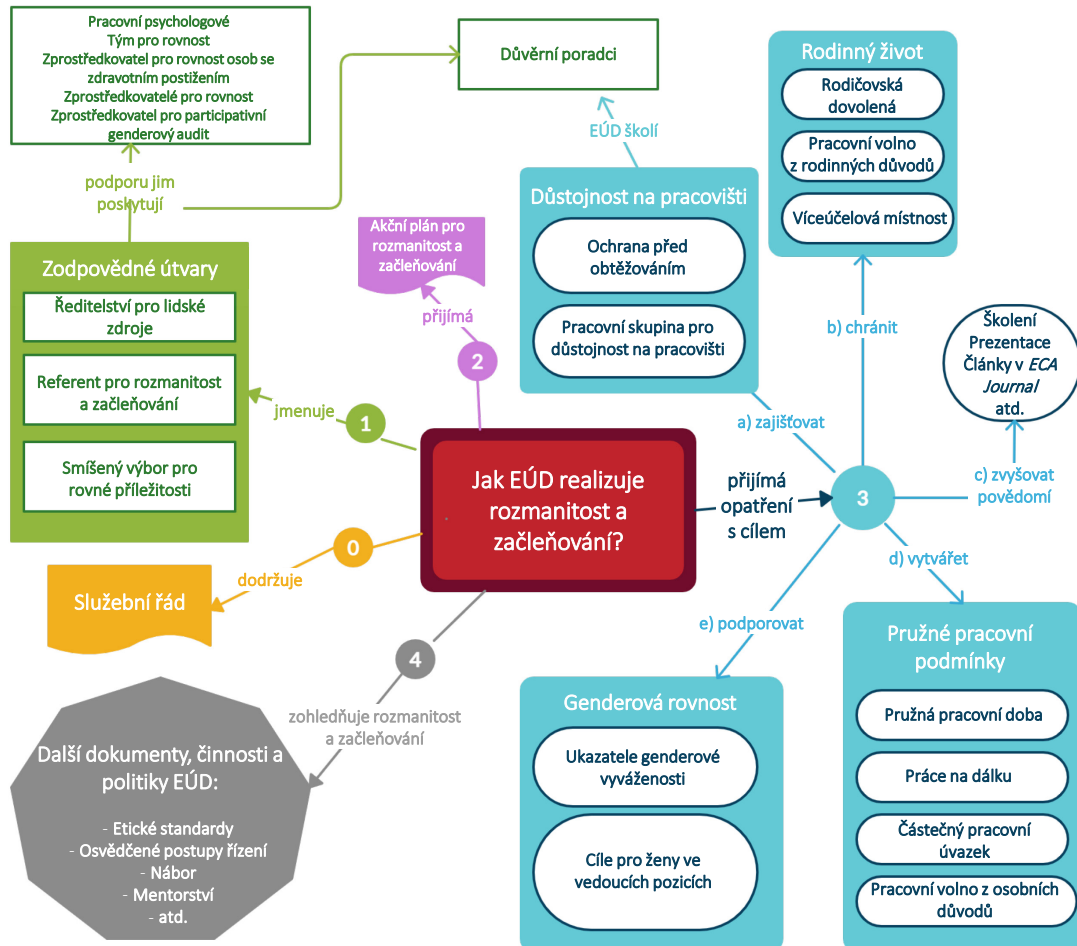 Pracovní psychologové
Tým pro rovnost
Zprostředkovatel pro rovnost osob se
zdravotním postižením
Zprostředkovatelé pro rovnost
Zprostředkovatel pro participativní
genderový audit
Důvěrní poradci
EÚD školí
podporu jim
poskytují
Zodpovědné útvary
Ředitelství pro lidské
zdroje
Referent pro rozmanitost
a začleňování
Smíšený výbor pro
rovné příležitosti
jmenuje
1
Akční plán pro
rozmanitost a
začleňování
přijímá
2
Důstojnost na pracovišti
Ochrana před
obtěžováním
Pracovní skupina pro
důstojnost na pracovišti
a) zajišťovat
Rodinný život
Rodičovská
dovolená
Pracovní volno
z rodinných důvodů
Víceúčelová místnost
b) chránit
Školení
Prezentace
Články v ECA
Journal
atd.
c) zvyšovat
povědomí
Jak EÚD realizuje
rozmanitost a
začleňování?
přijímá
opatření
s cílem
3
0
dodržuje
Služební řád
d) vytvářet
Pružné pracovní
podmínky
Pružná pracovní doba
Práce na dálku
Částečný pracovní
úvazek
Pracovní volno z osobních
důvodů
e) podporovat
Genderová rovnost
Ukazatele genderové
vyváženosti
Cíle pro ženy ve
vedoucích pozicích
4
zohledňuje rozmanitost
a začleňování
Další dokumenty, činnosti a
politiky EÚD:
- Etické standardy
- Osvědčené postupy řízení
- Nábor
- Mentorství
- atd.